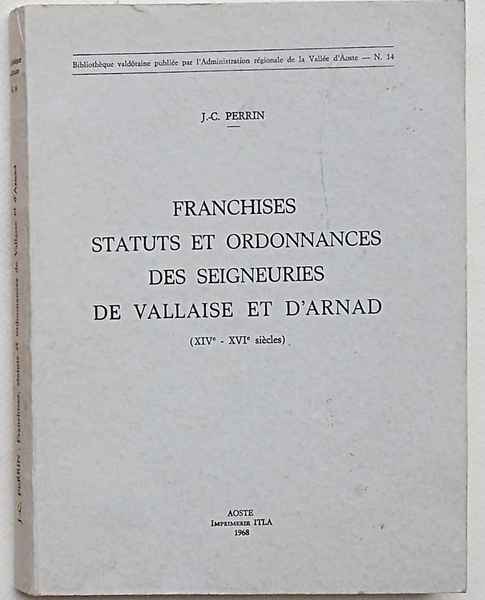 Bibliothèque valdôtaine publiée par l'Administration régionale de la Vallée d'Aoste — N. 14
J.-C. PERRIN
FRANCHISES
STATUTS ET ORDONNANCES
DES SEIGNEURIES
DE VALLAISE ET D'ARNAD
(XIVe - XVIe siècles)
AOSTE
IMPRIMERIE ITLA
1968
J.-C. PERRIN - Franchises, statuts et ordonnances de Vallaise et d'Arnad